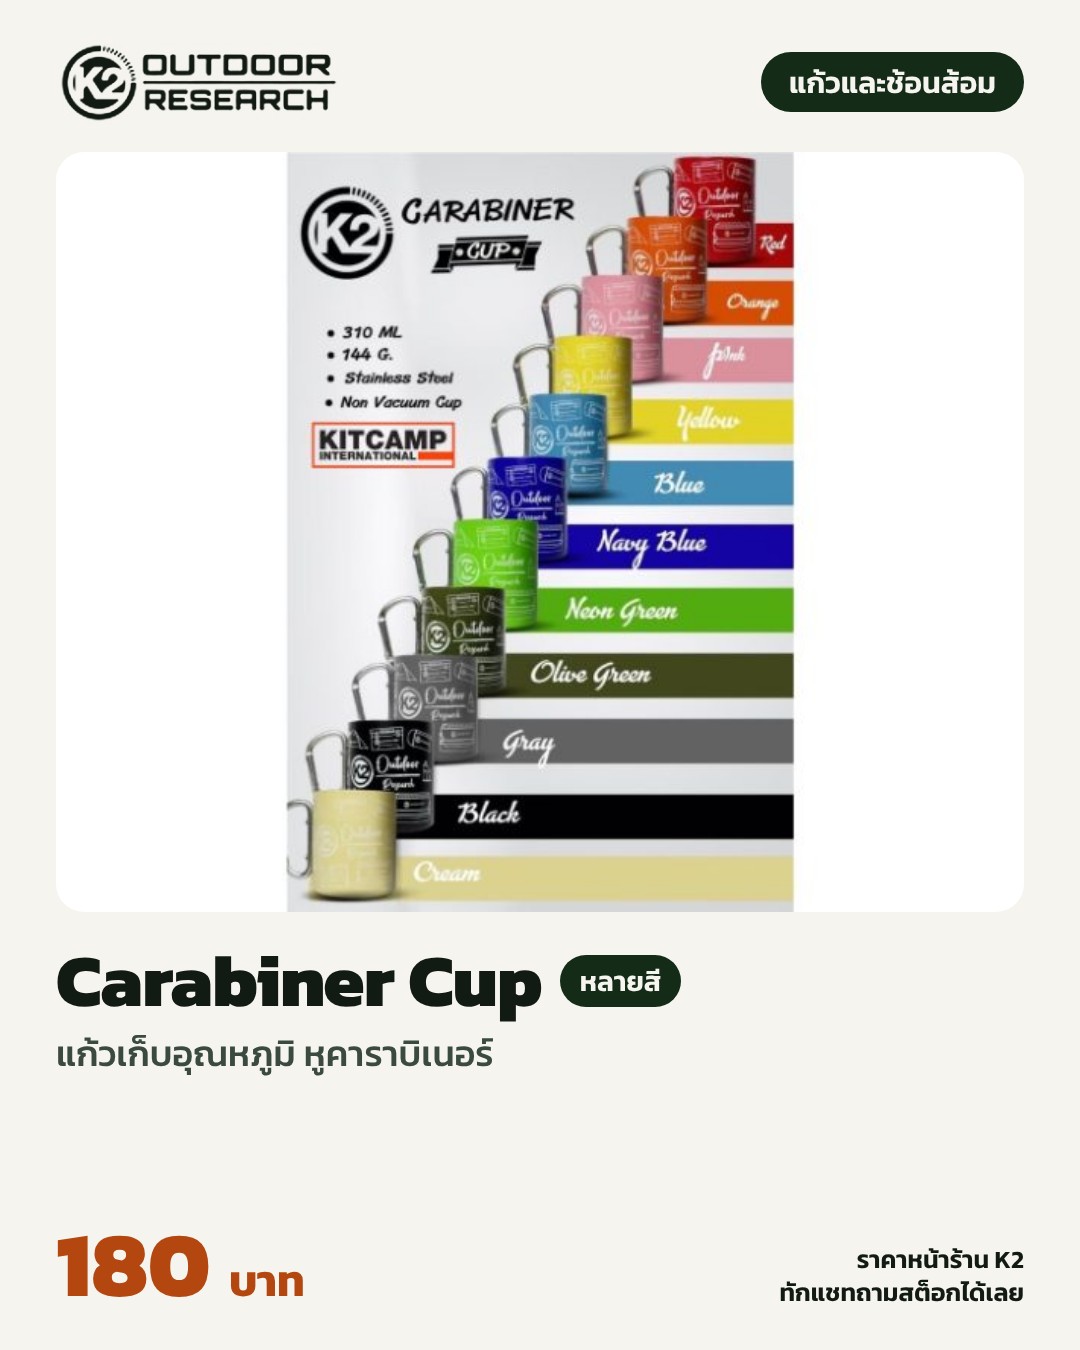 K2 OUTDOOR
RESEARCH
แก้วและช้อนส้อม
K2 CARABINER
CUP
• 310 ML
• 144 G.
• Stainless Steel
• Non Vacuum Cup
KITCAMP
INTERNATIONAL
Outdoor
Red
Orange
Pink
Yellow
Blue
Navy Blue
Neon Green
Olive Green
Gray
Black
Cream
Carabiner Cup หลายสี
แก้วเก็บอุณหภูมิ หูคาราบิเนอร์
180 บาท
ราคาหน้าร้าน K2
ทักแชทถามสต็อกได้เลย